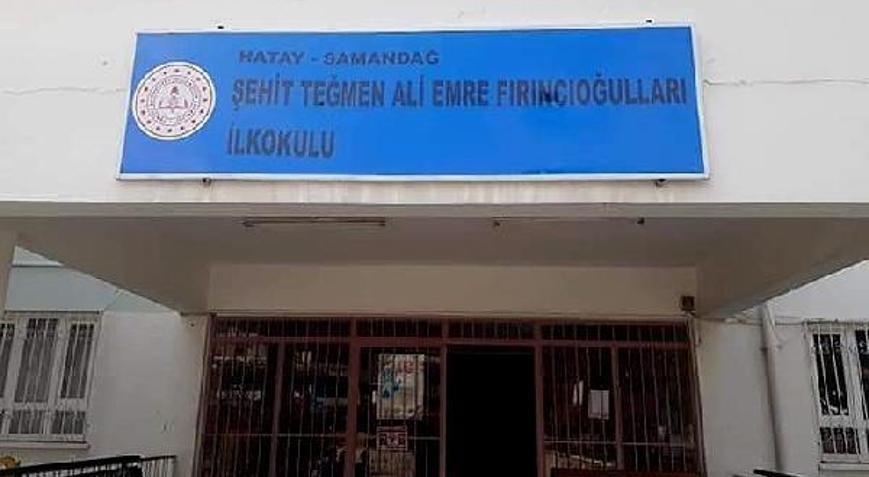 HATAY - SAMANDAĞ
ŞEHİT TEĞMEN ALİ EMRE FIRINCIOĞULLARI
İLKOKULU